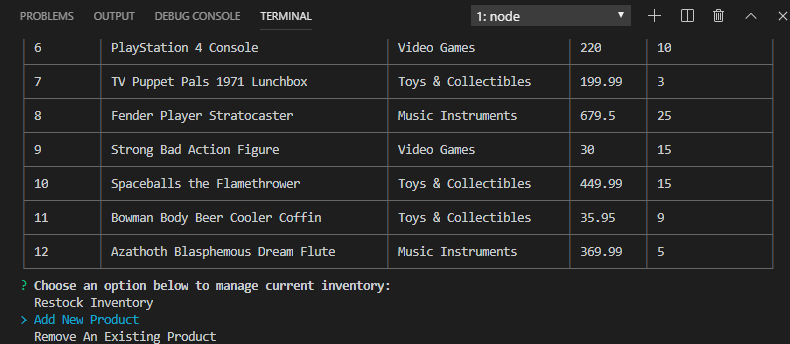 PROBLEMS OUTPUT DEBUG CONSOLE TERMINAL 1: node
6 PlayStation 4 Console Video Games 220 10
7 TV Puppet Pals 1971 Lunchbox Toys & Collectibles 199.99 3
8 Fender Player Stratocaster Music Instruments 679.5 25
9 Strong Bad Action Figure Video Games 30 15
10 Spaceballs the Flamethrower Toys & Collectibles 449.99 15
11 Bowman Body Beer Cooler Coffin Toys & Collectibles 35.95 9
12 Azathoth Blasphemous Dream Flute Music Instruments 369.99 5
? Choose an option below to manage current inventory:
Restock Inventory
> Add New Product
Remove An Existing Product